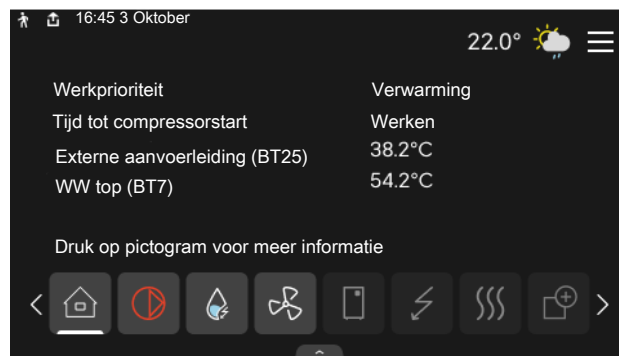 16:45 3 Oktober
22.0°
Werkprioriteit Verwarming
Tijd tot compressorstart Werken
Externe aanvoerleiding (BT25) 38.2°C
WW top (BT7) 54.2°C
Druk op pictogram voor meer informatie